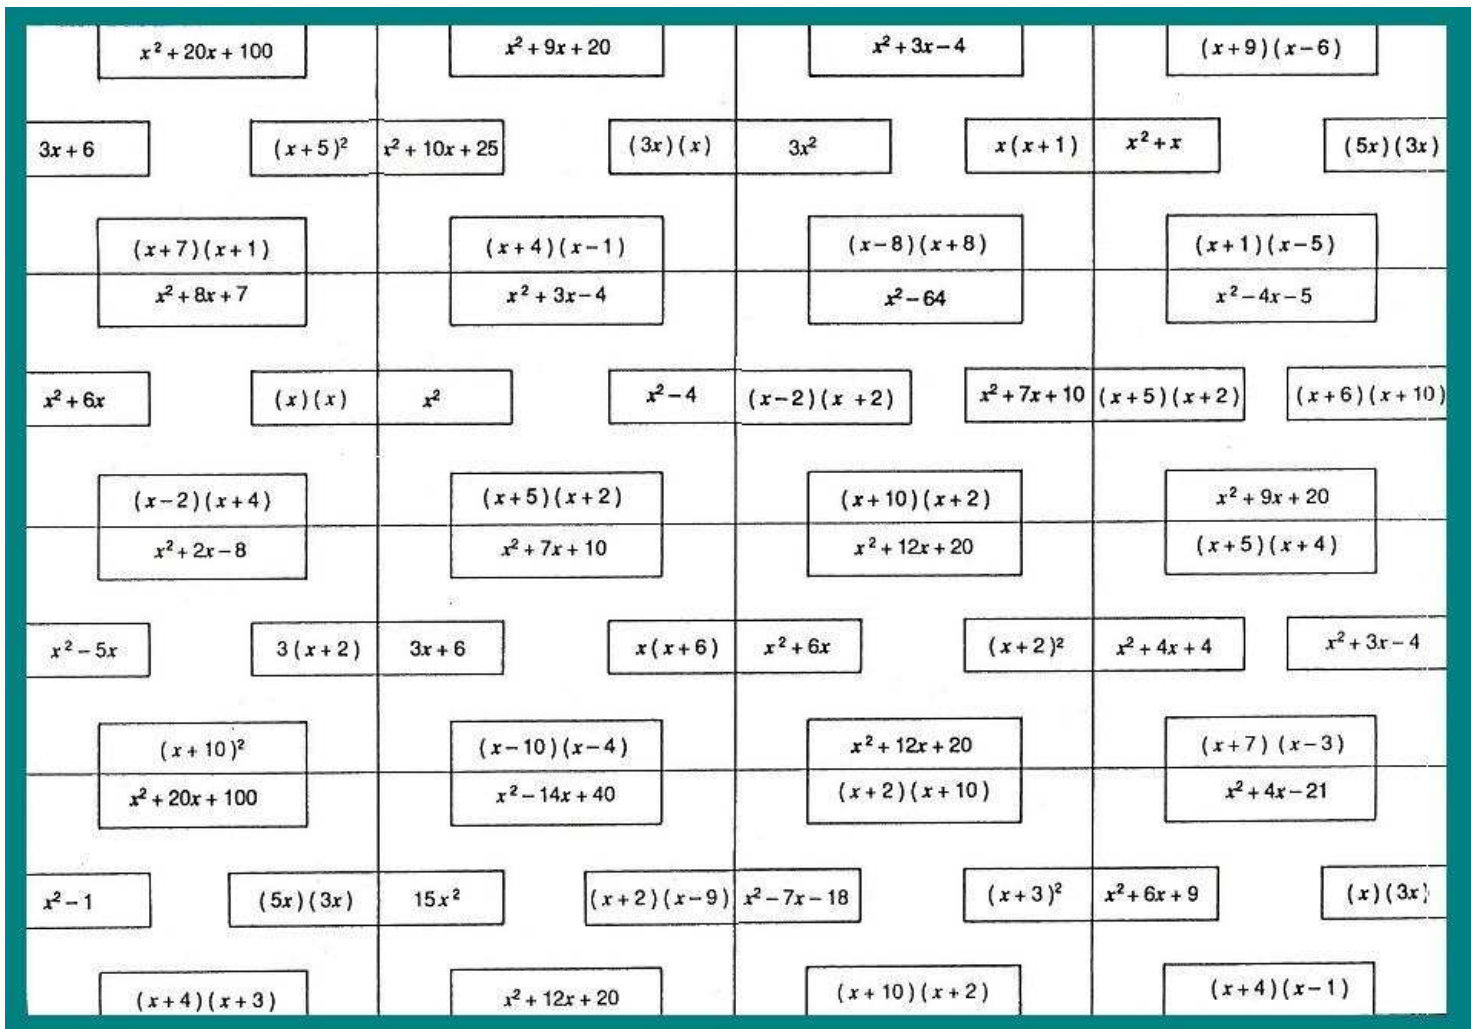 x² + 20x + 100 x² + 9x + 20 x² + 3x − 4 (x + 9)(x − 6)
3x + 6 (x + 5)² x² + 10x + 25 (3x)(x) 3x² x(x + 1) x² + x (5x)(3x)
(x + 7)(x + 1) (x + 4)(x − 1) (x − 8)(x + 8) (x + 1)(x − 5)
x² + 8x + 7 x² + 3x − 4 x² − 64 x² − 4x − 5
x² + 6x (x)(x) x² x² − 4 (x − 2)(x + 2) x² + 7x + 10 (x + 5)(x + 2) (x + 6)(x + 10)
(x − 2)(x + 4) (x + 5)(x + 2) (x + 10)(x + 2) x² + 9x + 20
x² + 2x − 8 x² + 7x + 10 x² + 12x + 20 (x + 5)(x + 4)
x² − 5x 3(x + 2) 3x + 6 x(x + 6) x² + 6x (x + 2)² x² + 4x + 4 x² + 3x − 4
(x + 10)² (x − 10)(x − 4) x² + 12x + 20 (x + 7)(x − 3)
x² + 20x + 100 x² − 14x + 40 (x + 2)(x + 10) x² + 4x − 21
x² − 1 (5x)(3x) 15x² (x + 2)(x − 9) x² − 7x − 18 (x + 3)² x² + 6x + 9 (x)(3x)
(x + 4)(x + 3) x² + 12x + 20 (x + 10)(x + 2) (x + 4)(x − 1)